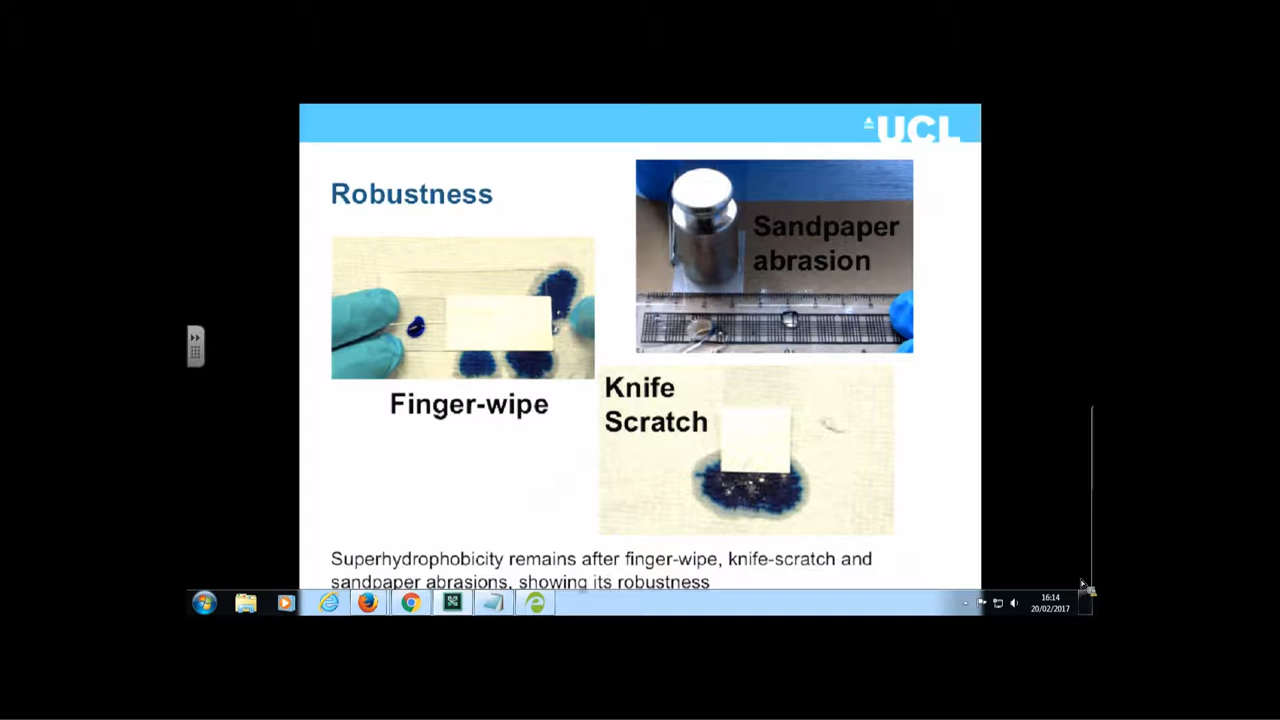 UCL
Robustness
Sandpaper
abrasion
Finger-wipe
Knife
Scratch
Superhydrophobicity remains after finger-wipe, knife-scratch and
sandpaper abrasions, showing its robustness
16:14
20/02/2017